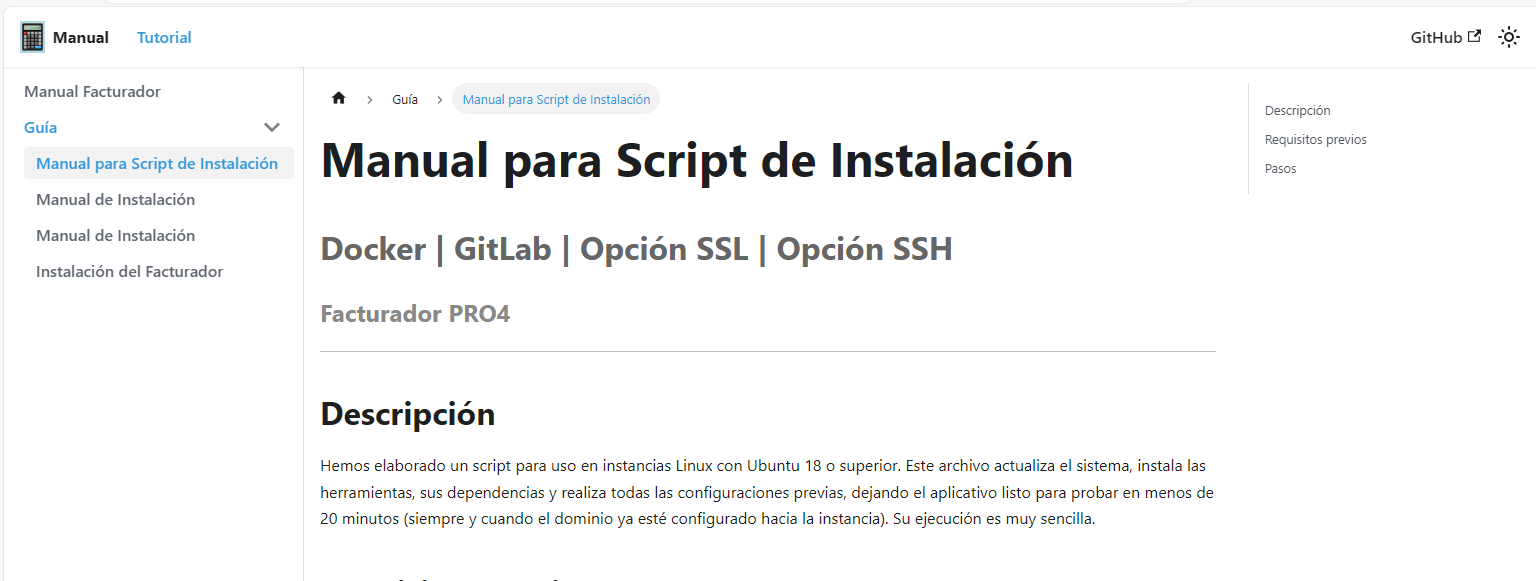 Manual
Tutorial
GitHub
Manual Facturador
Guía
Manual para Script de Instalación
Manual de Instalación
Manual de Instalación
Instalación del Facturador
Guía
Manual para Script de Instalación
Manual para Script de Instalación
Docker | GitLab | Opción SSL | Opción SSH
Facturador PRO4
Descripción
Hemos elaborado un script para uso en instancias Linux con Ubuntu 18 o superior. Este archivo actualiza el sistema, instala las
herramientas, sus dependencias y realiza todas las configuraciones previas, dejando el aplicativo listo para probar en menos de
20 minutos (siempre y cuando el dominio ya esté configurado hacia la instancia). Su ejecución es muy sencilla.
Descripción
Requisitos previos
Pasos